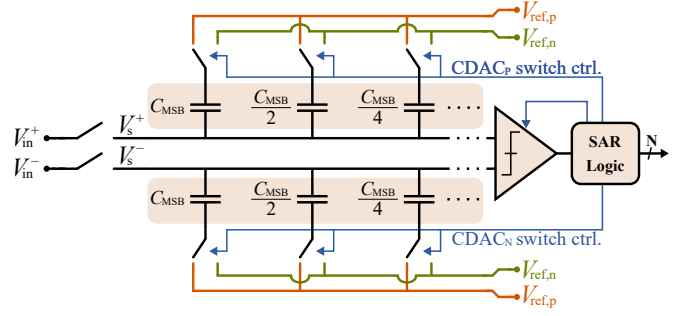 V_ref,p
V_ref,n
CDAC_P switch ctrl.
C_MSB
C_MSB/2
C_MSB/4
V_in^+
V_s^+
V_in^-
V_s^-
SAR
Logic
N
C_MSB
C_MSB/2
C_MSB/4
CDAC_N switch ctrl.
V_ref,n
V_ref,p